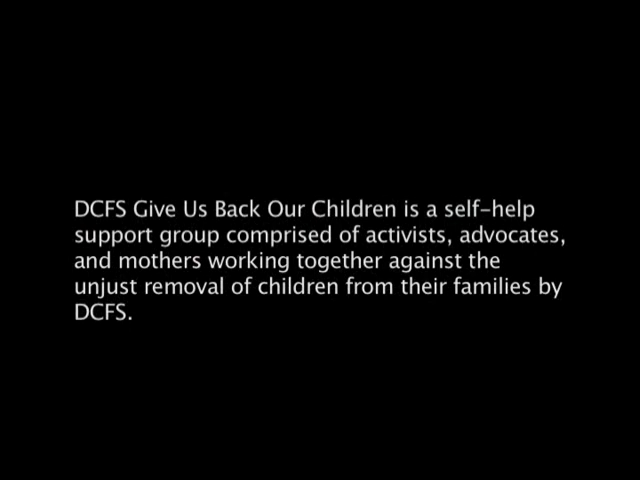 DCFS Give Us Back Our Children is a self-help
support group comprised of activists, advocates,
and mothers working together against the
unjust removal of children from their families by
DCFS.